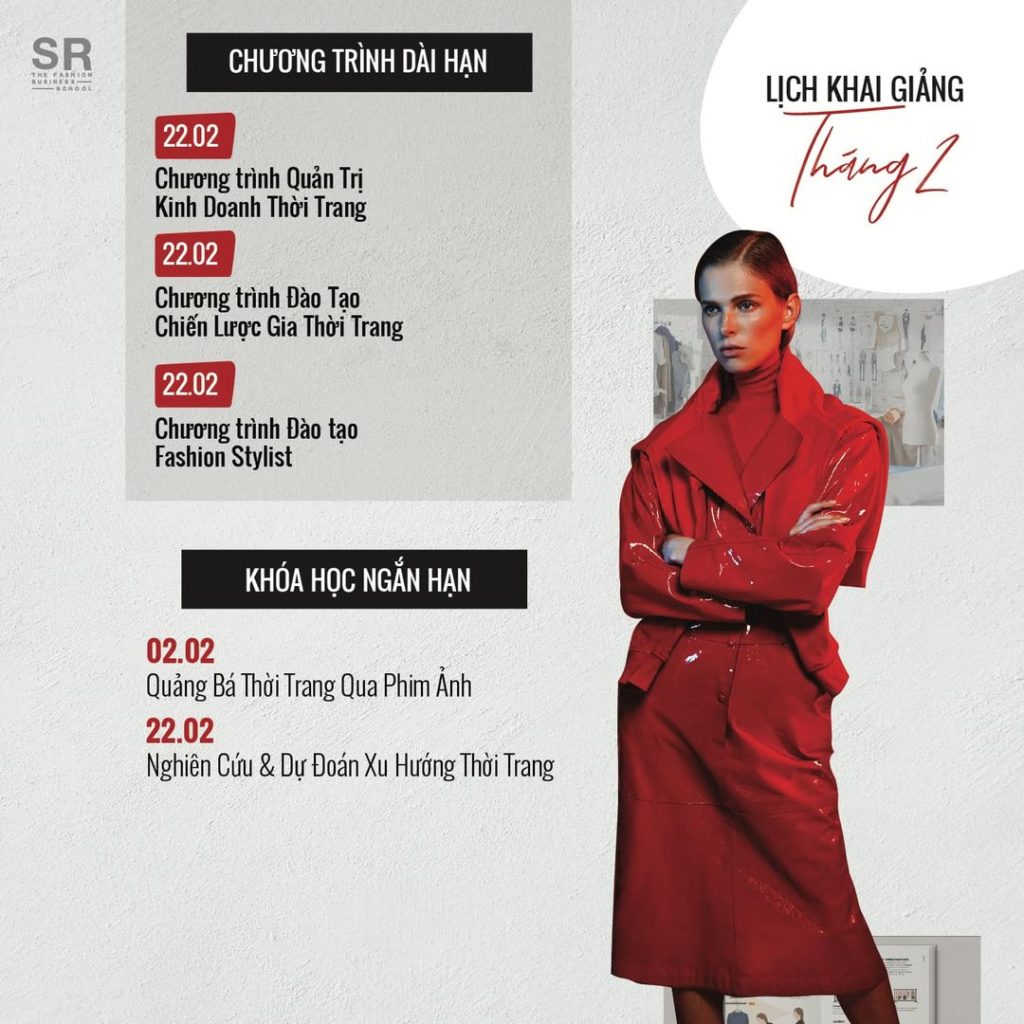 SR
THE FASHION
BUSINESS
SCHOOL
CHƯƠNG TRÌNH DÀI HẠN
22.02
Chương trình Quản Trị
Kinh Doanh Thời Trang
22.02
Chương trình Đào Tạo
Chiến Lược Gia Thời Trang
22.02
Chương trình Đào tạo
Fashion Stylist
LỊCH KHAI GIẢNG
Tháng 2
KHÓA HỌC NGẮN HẠN
02.02
Quảng Bá Thời Trang Qua Phim Ảnh
22.02
Nghiên Cứu & Dự Đoán Xu Hướng Thời Trang